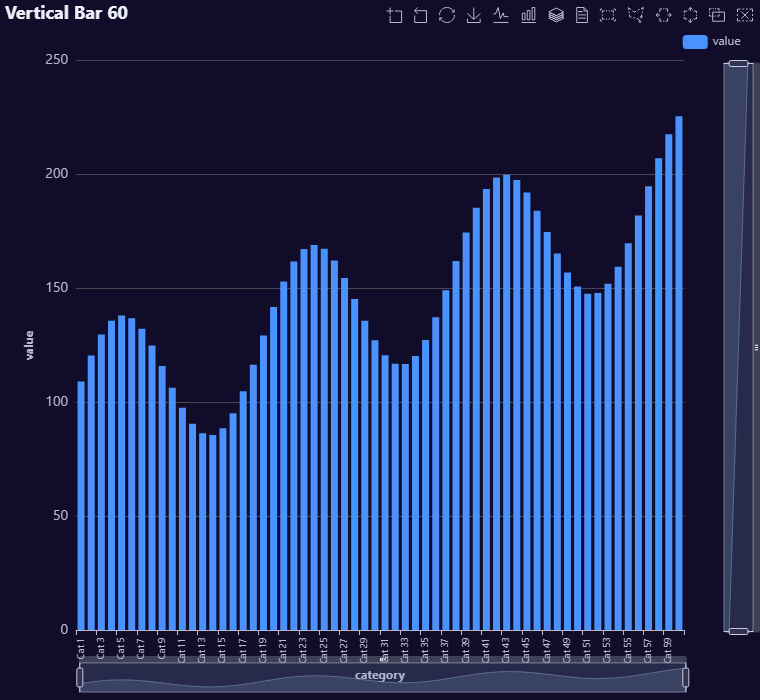 Vertical Bar 60
value
250
200
150
100
50
0
value
Cat 1
Cat 3
Cat 5
Cat 7
Cat 9
Cat 11
Cat 13
Cat 15
Cat 17
Cat 19
Cat 21
Cat 23
Cat 25
Cat 27
Cat 29
Cat 31
Cat 33
Cat 35
Cat 37
Cat 39
Cat 41
Cat 43
Cat 45
Cat 47
Cat 49
Cat 51
Cat 53
Cat 55
Cat 57
Cat 59
category